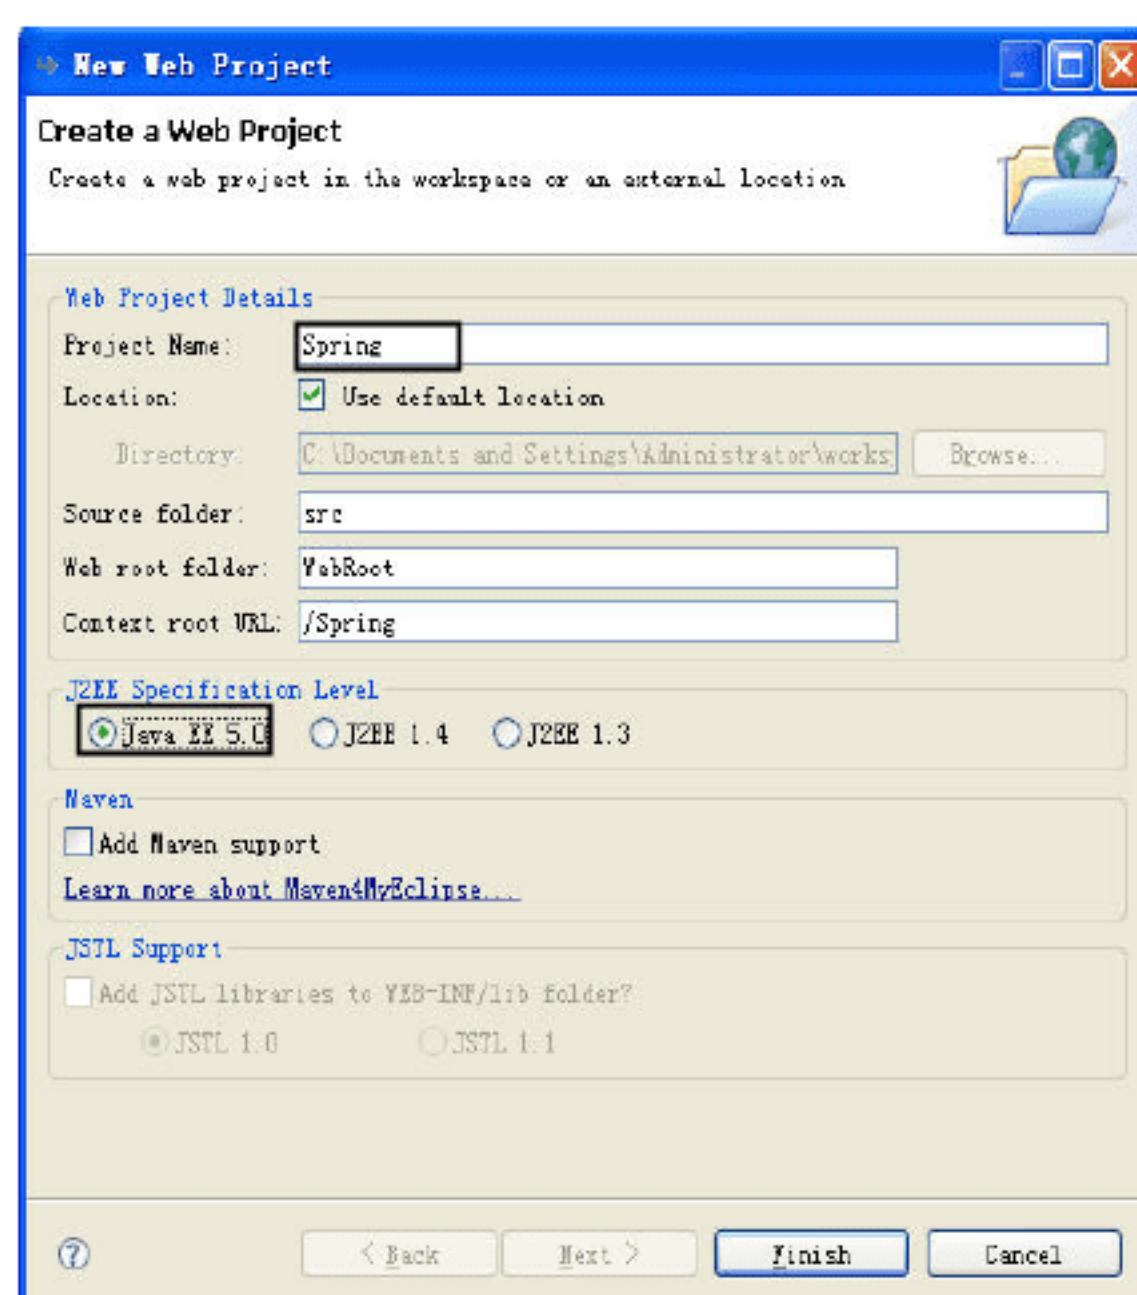 New Web Project
Create a Web Project
Create a web project in the workspace or an external location
Web Project Details
Project Name: Spring
Location: Use default location
Directory: C:\Documents and Settings\Administrator\works Browse...
Source folder: src
Web root folder: WebRoot
Context root URL: /Spring
J2EE Specification Level
Java EE 5.0 J2EE 1.4 J2EE 1.3
Maven
Add Maven support
Learn more about Maven4MyEclipse...
JSTL Support
Add JSTL libraries to WEB-INF/lib folder?
JSTL 1.0 JSTL 1.1
< Back Next > Finish Cancel